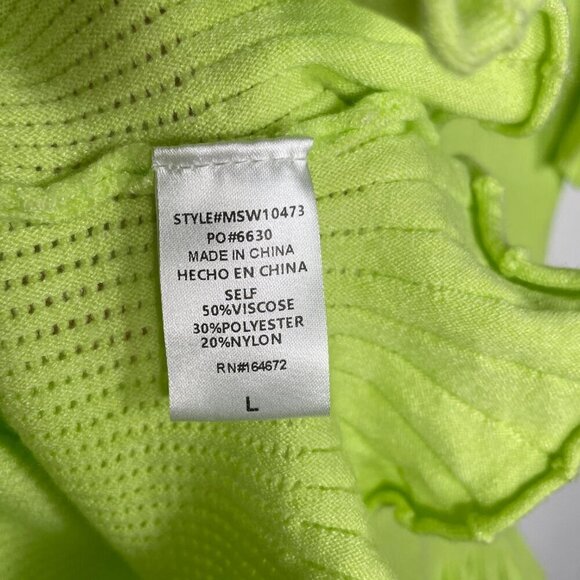 STYLE#MSW10473
PO#6630
MADE IN CHINA
HECHO EN CHINA
SELF
50%VISCOSE
30%POLYESTER
20%NYLON
RN#164672
L